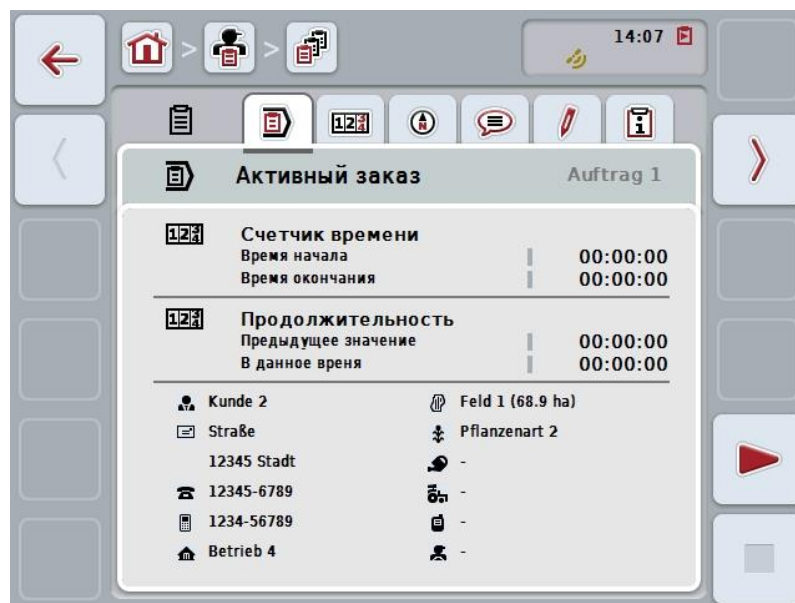 14:07
Активный заказ Auftrag 1
Счетчик времени
Время начала 00:00:00
Время окончания 00:00:00
Продолжительность
Предыдущее значение 00:00:00
В данное вреня 00:00:00
Kunde 2 Feld 1 (68.9 ha)
Straße Pflanzenart 2
12345 Stadt -
12345-6789 -
1234-56789 -
Betrieb 4 -